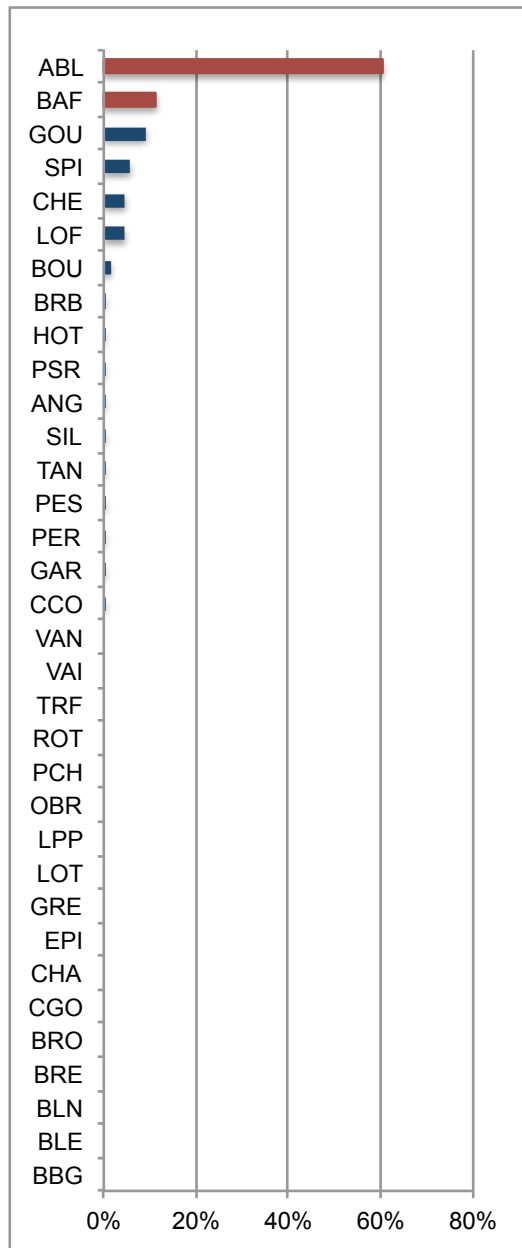 ABL
BAF
GOU
SPI
CHE
LOF
BOU
BRB
HOT
PSR
ANG
SIL
TAN
PES
PER
GAR
CCO
VAN
VAI
TRF
ROT
PCH
OBR
LPP
LOT
GRE
EPI
CHA
CGO
BRO
BRE
BLN
BLE
BBG
0% 20% 40% 60% 80%